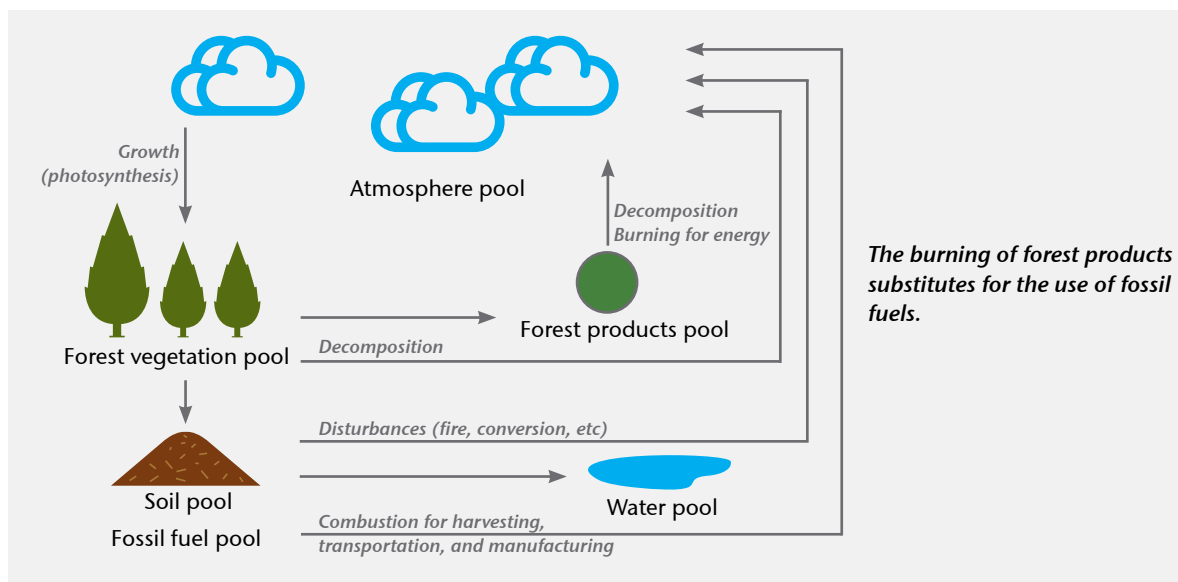 Growth
(photosynthesis)
Atmosphere pool
Decomposition
Burning for energy
The burning of forest products
substitutes for the use of fossil
fuels.
Forest products pool
Forest vegetation pool
Decomposition
Disturbances (fire, conversion, etc)
Soil pool
Water pool
Fossil fuel pool
Combustion for harvesting,
transportation, and manufacturing